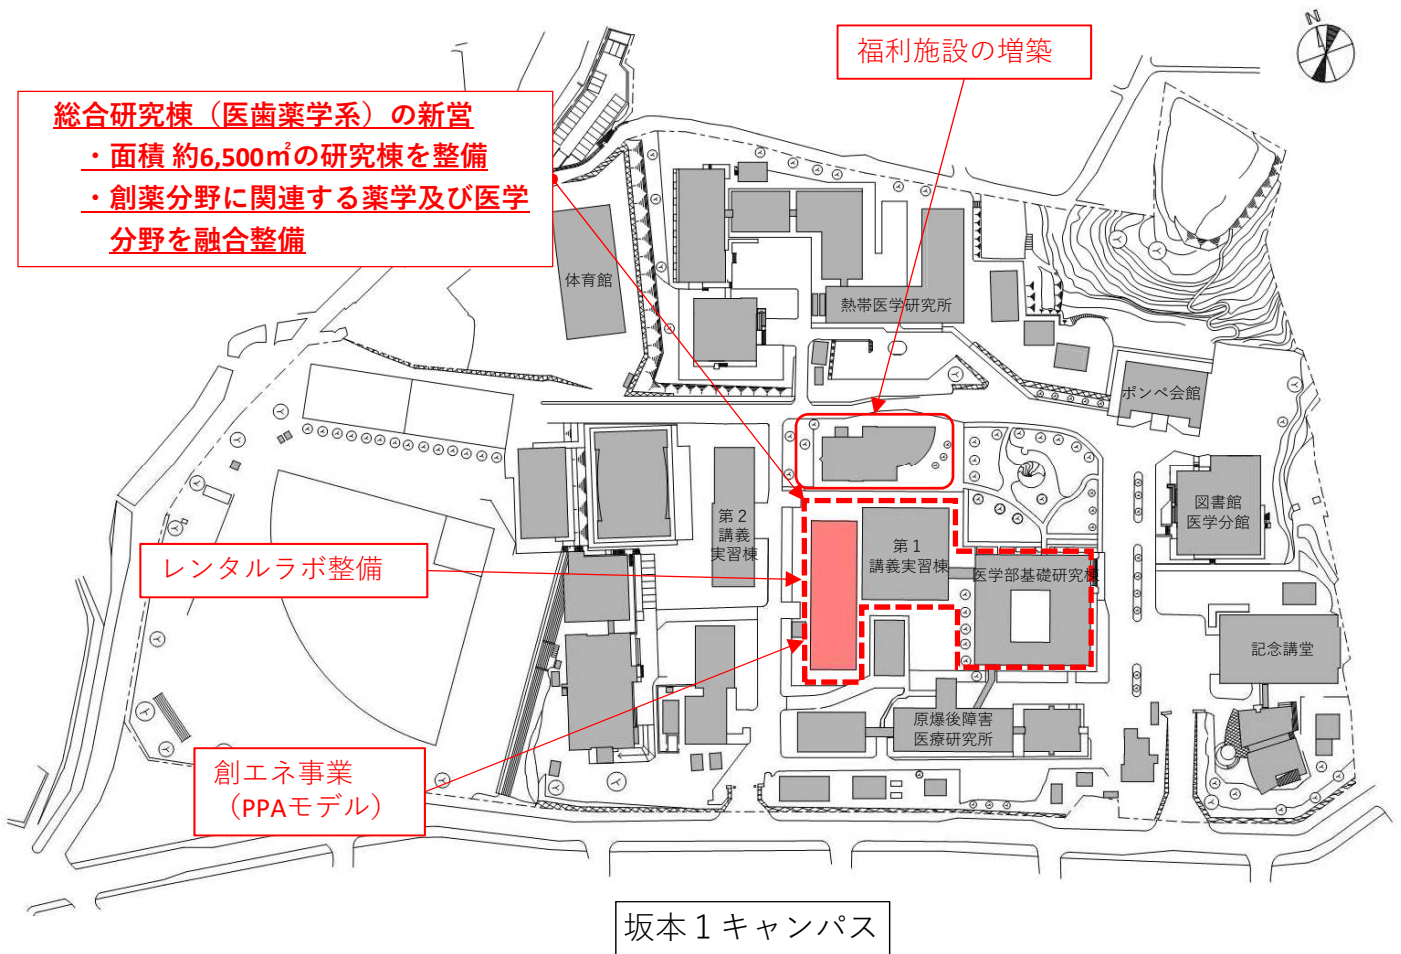 N
福利施設の増築
総合研究棟（医歯薬学系）の新営
・面積 約6,500㎡の研究棟を整備
・創薬分野に関連する薬学及び医学
分野を融合整備
体育館
熱帯医学研究所
ポンペ会館
図書館
医学分館
第２
講義
実習棟
第１
講義実習棟
医学部基礎研究棟
レンタルラボ整備
記念講堂
原爆後障害
医療研究所
創エネ事業
（PPAモデル）
坂本１キャンパス